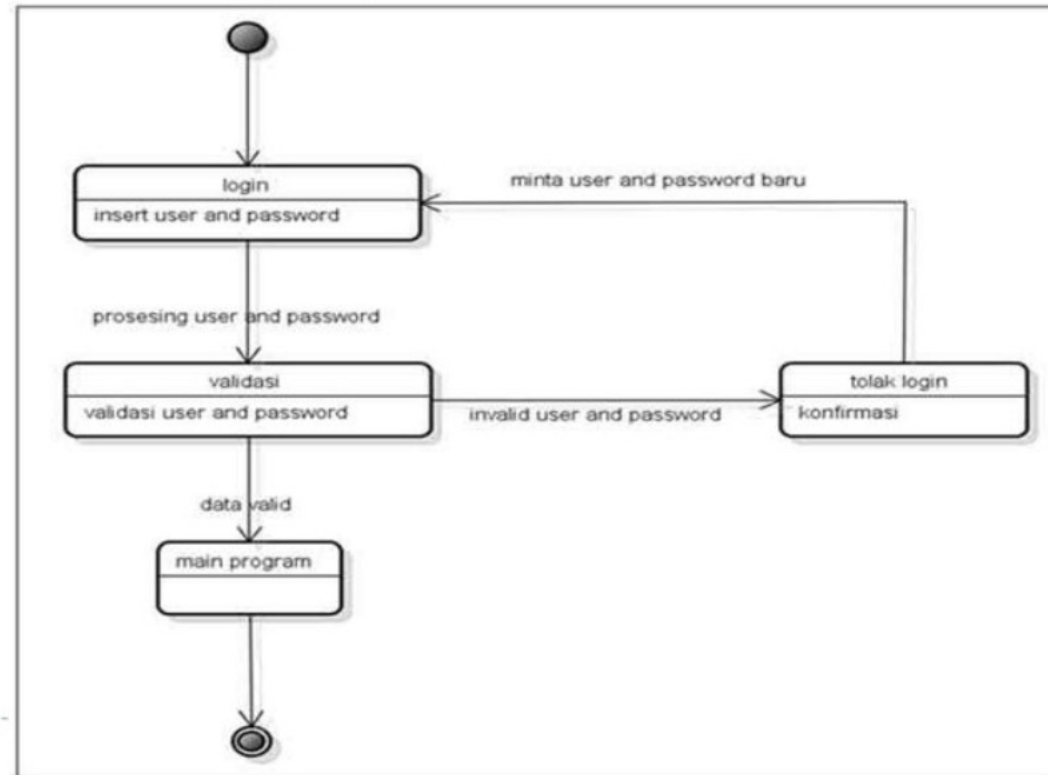 login
insert user and password
minta user and password baru
prosesing user and password
validasi
validasi user and password
invalid user and password
tolak login
konfirmasi
data valid
main program